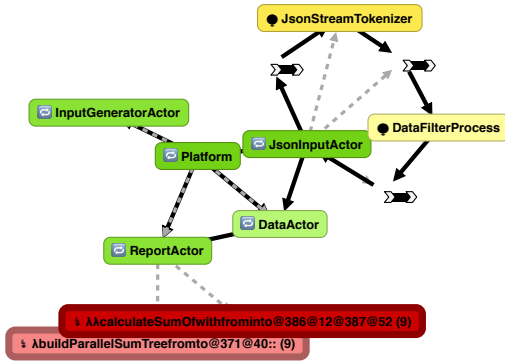 JsonStreamTokenizer
InputGeneratorActor
DataFilterProcess
JsonInputActor
Platform
DataActor
ReportActor
λλcalculateSumOfwithfrominto@386@12@387@52 (9)
λbuildParallelSumTreefromto@371@40:: (9)